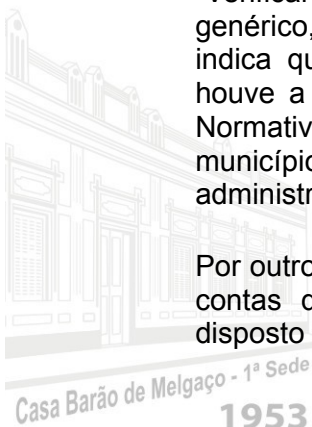 genérico,
indica qu
houve a
Normativ
município
administr
Por outro
contas d
disposto
Casa Barão de Melgaço - 1ª Sede
1953